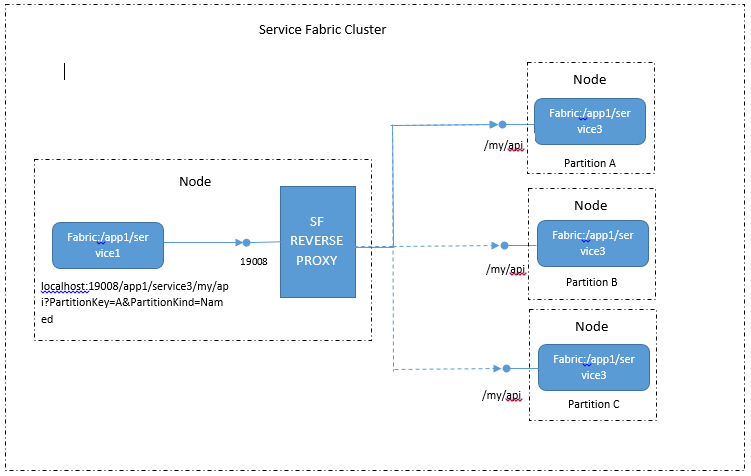 Service Fabric Cluster
Node
Fabric:/app1/ser
vice3
/my/api
Partition A
Node
Fabric:/app1/ser
vice1
19008
SF
REVERSE
PROXY
localhost:19008/app1/service3/my/ap
i?PartitionKey=A&PartitionKind=Nam
ed
Node
Fabric:/app1/ser
vice3
/my/api
Partition B
Node
Fabric:/app1/ser
vice3
/my/api
Partition C